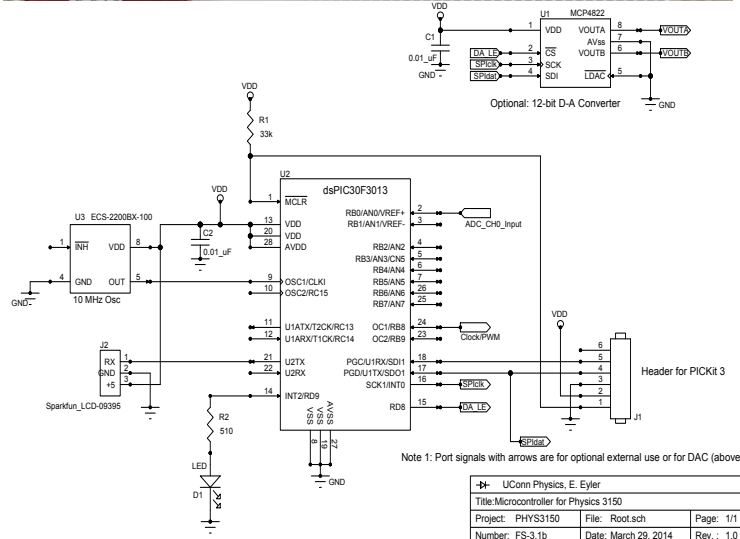 VDD
U1 MCP4822
C1
0.01_uF
GND
1 VDD VOUTA 8 VOUTA
AVss 7
DA_LE 2 CS VOUTB 6 VOUTB
SPIclk 3 SCK
SPIdat 4 SDI LDAC 5
GND
Optional: 12-bit D-A Converter
VDD
R1
33k
U2
dsPIC30F3013
1 MCLR
RB0/AN0/VREF+ 2
RB1/AN1/VREF- 3
ADC_CH0_Input
VDD
13 VDD
20 VDD
28 AVDD
C2
0.01_uF
RB2/AN2 4
RB3/AN3/CN5 5
RB4/AN4 6
RB5/AN5 7
RB6/AN6 26
RB7/AN7 25
U3 ECS-2200BX-100
1 INH VDD 8
4 GND OUT 5
GND
10 MHz Osc
9 OSC1/CLKI
10 OSC2/RC15
11 U1ATX/T2CK/RC13
12 U1ARX/T1CK/RC14
OC1/RB8 24
OC2/RB9 23
Clock/PWM
VDD
J2
RX 1
GND 2
+5 3
Sparkfun_LCD-09395
21 U2TX
22 U2RX
14 INT2/RD9
PGC/U1RX/SDI1 18
PGD/U1TX/SDO1 17
SCK1/INT0 16
SPIclk
RD8 15
DA_LE
SPIdat
6
5
4
3
2
1
J1
Header for PICKit 3
R2
510
LED
D1
VSS VSS AVSS
8 19 27
GND
Note 1: Port signals with arrows are for optional external use or for DAC (above
UConn Physics, E. Eyler
Title:Microcontroller for Physics 3150
Project: PHYS3150 File: Root.sch Page: 1/1
Number: FS-3.1b Date: March 29, 2014 Rev. : 1.0